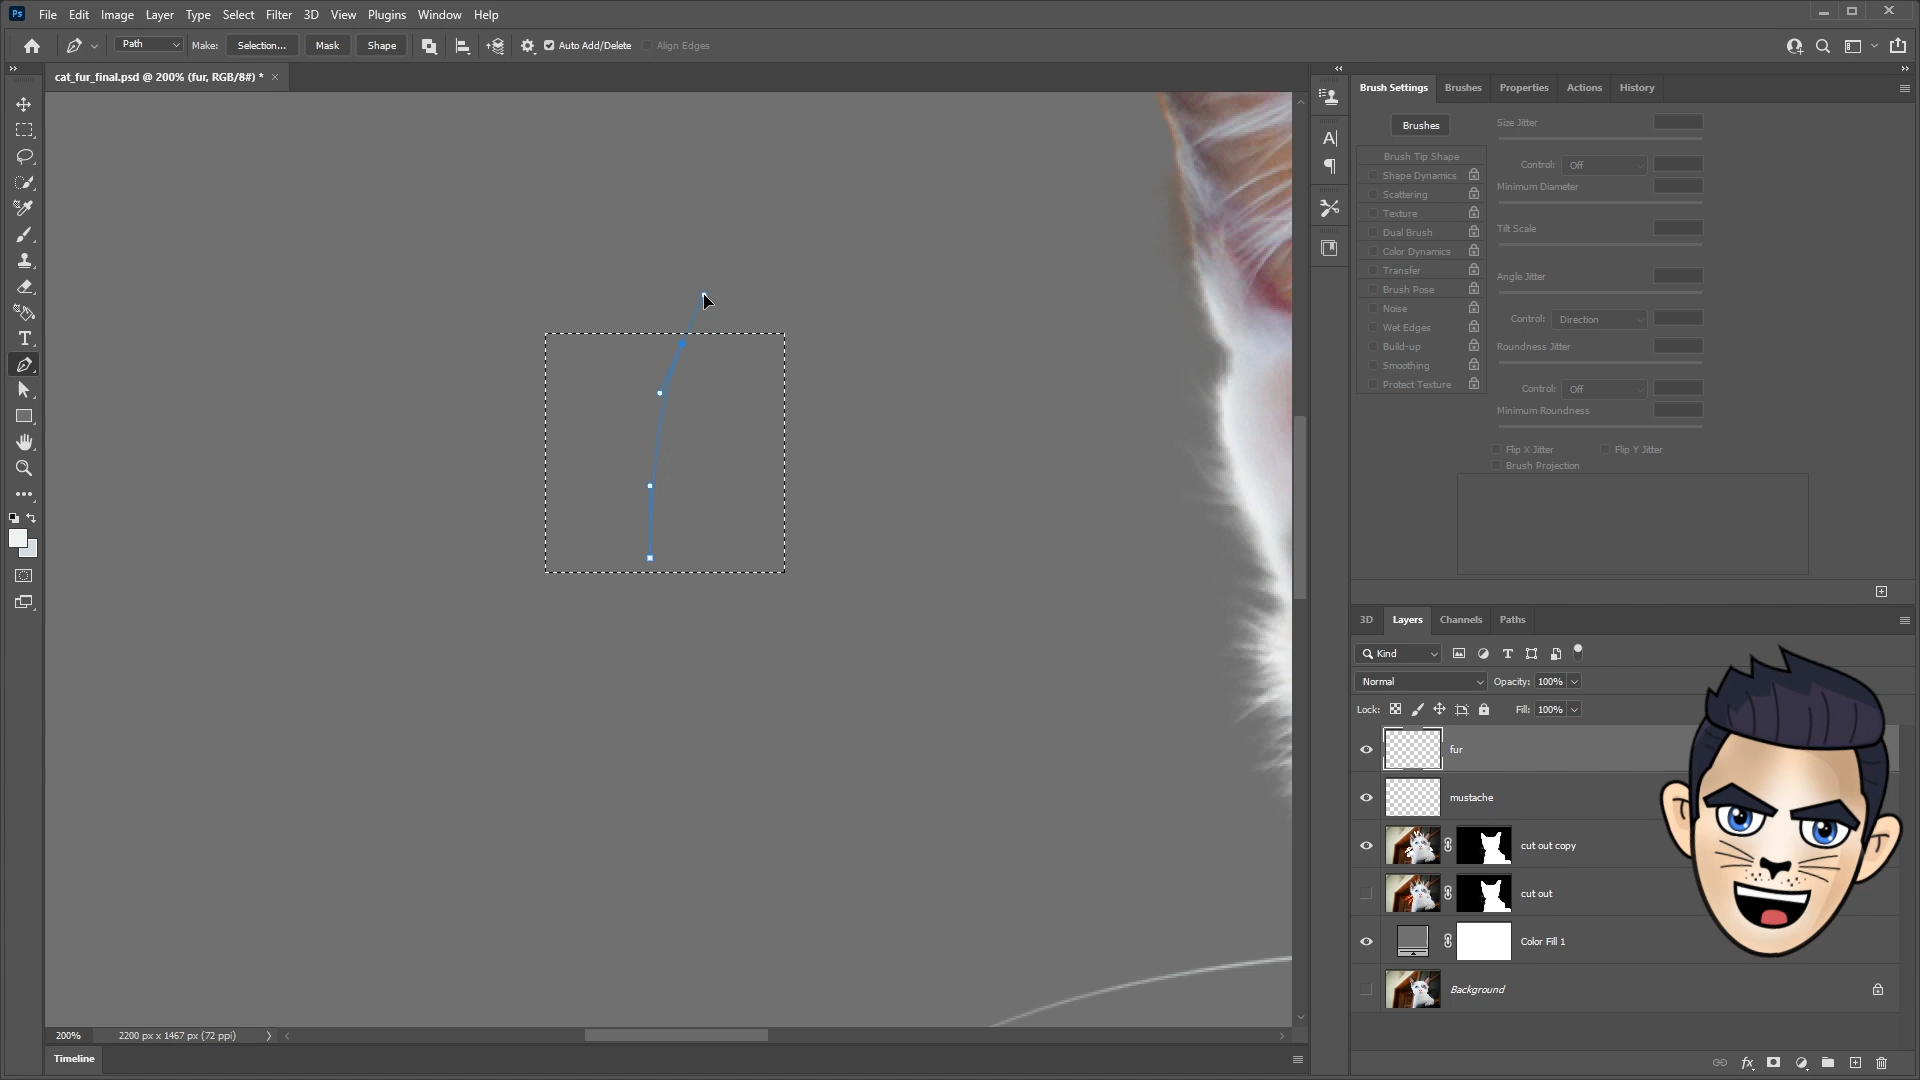 Ps File Edit Image Layer Type Select Filter 3D View Plugins Window Help
Path Make: Selection... Mask Shape Auto Add/Delete Align Edges
cat_fur_final.psd @ 200% (fur, RGB/8#) * ×
Brush Settings Brushes Properties Actions History
Brushes
Brush Tip Shape
Shape Dynamics
Scattering
Texture
Dual Brush
Color Dynamics
Transfer
Brush Pose
Noise
Wet Edges
Build-up
Smoothing
Protect Texture
Size Jitter
Control: Off
Minimum Diameter
Tilt Scale
Angle Jitter
Control: Direction
Roundness Jitter
Control: Off
Minimum Roundness
Flip X Jitter Flip Y Jitter
Brush Projection
3D Layers Channels Paths
Kind
Normal Opacity: 100%
Lock: Fill: 100%
fur
mustache
cut out copy
cut out
Color Fill 1
Background
200% 2200 px x 1467 px (72 ppi)
Timeline